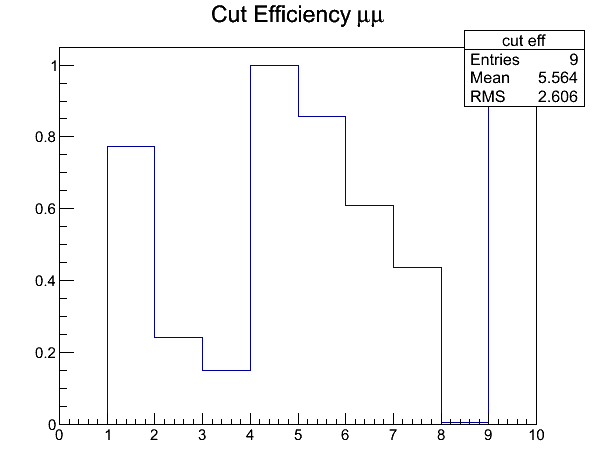 Cut Efficiency μμ
cut eff
Entries 9
Mean 5.564
RMS 2.606
1
0.8
0.6
0.4
0.2
0
0 1 2 3 4 5 6 7 8 9 10